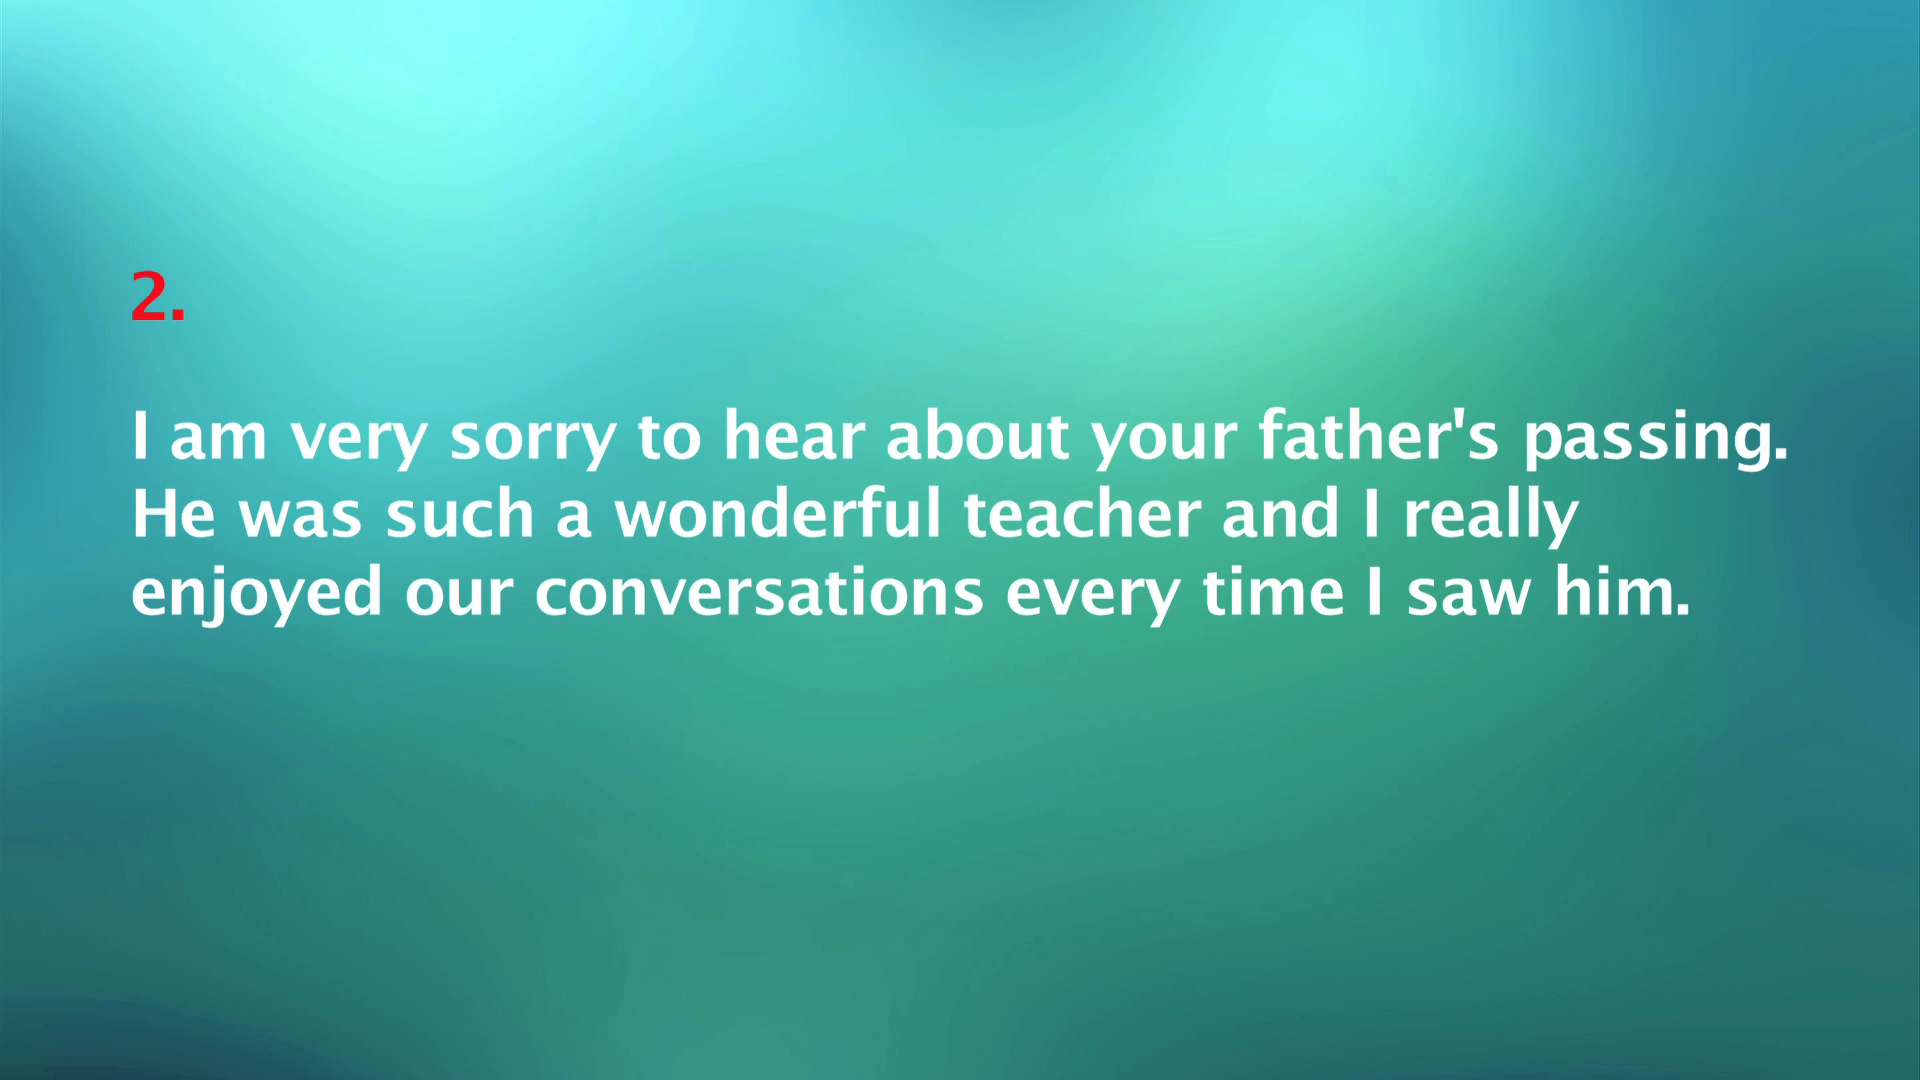 2.
I am very sorry to hear about your father's passing.
He was such a wonderful teacher and I really
enjoyed our conversations every time I saw him.